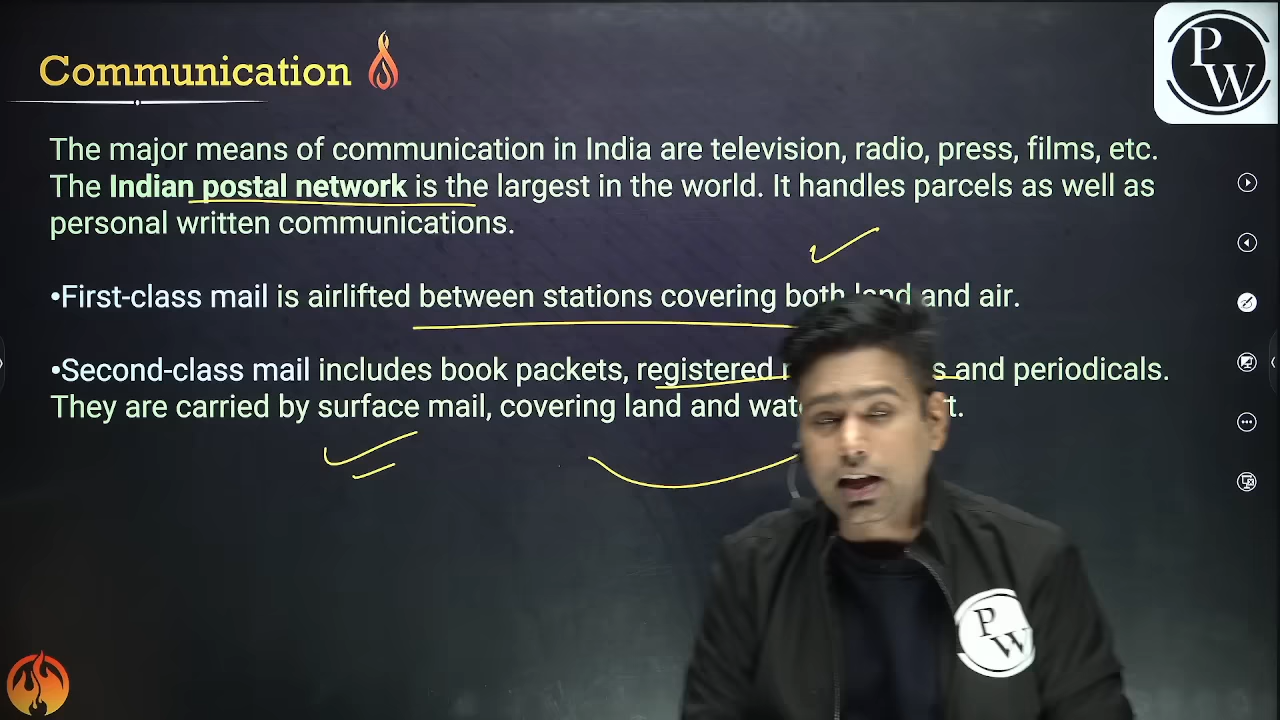 Communication
PW
The major means of communication in India are television, radio, press, films, etc.
The Indian postal network is the largest in the world. It handles parcels as well as
personal written communications.
•First-class mail is airlifted between stations covering both land and air.
•Second-class mail includes book packets, registered and periodicals.
They are carried by surface mail, covering land and
PW